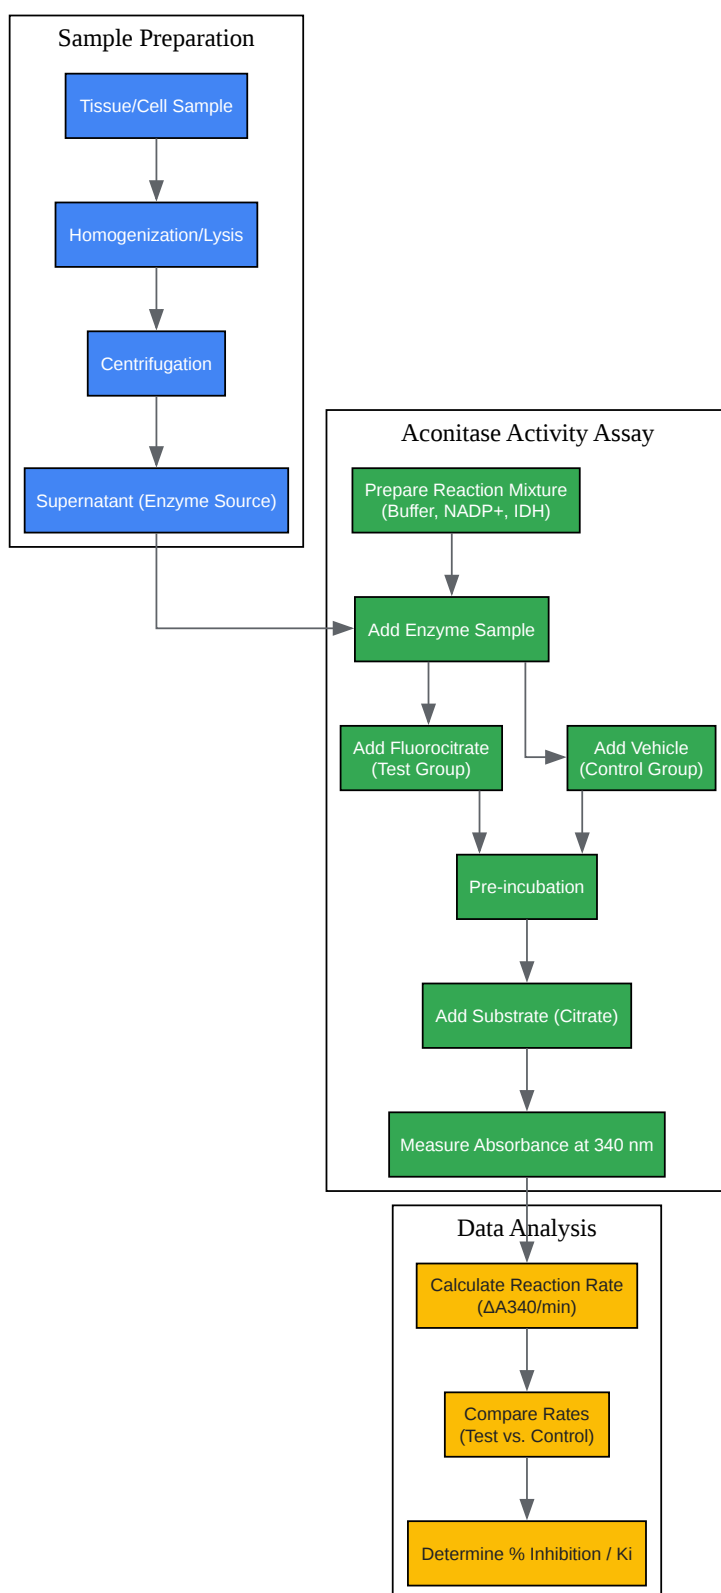 Sample Preparation
Tissue/Cell Sample
Homogenization/Lysis
Centrifugation
Supernatant (Enzyme Source)
Aconitase Activity Assay
Prepare Reaction Mixture
(Buffer, NADP+, IDH)
Add Enzyme Sample
Add Fluorocitrate
(Test Group)
Add Vehicle
(Control Group)
Pre-incubation
Add Substrate (Citrate)
Measure Absorbance at 340 nm
Data Analysis
Calculate Reaction Rate
(ΔA340/min)
Compare Rates
(Test vs. Control)
Determine % Inhibition / Ki